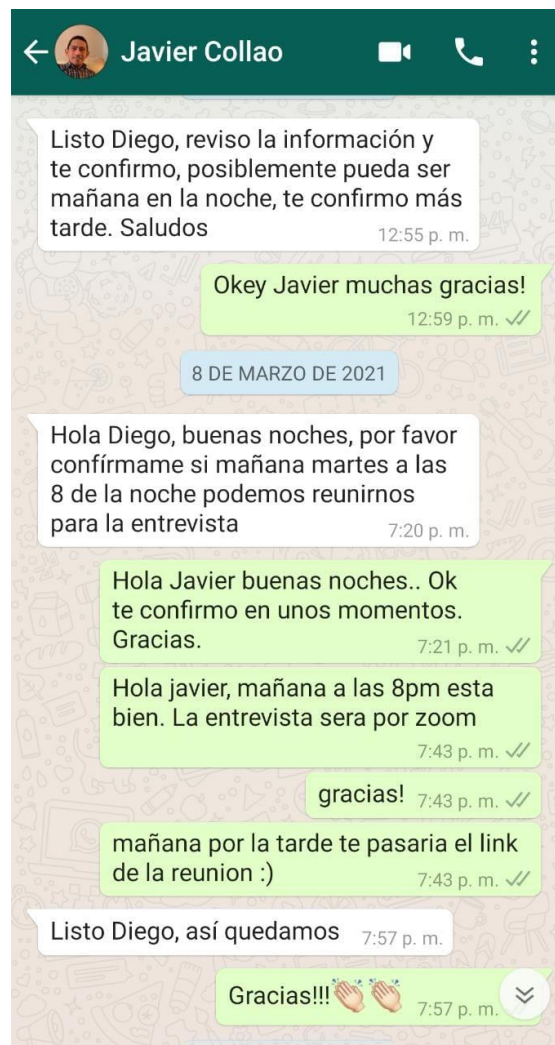 Javier Collao
Listo Diego, reviso la información y
te confirmo, posiblemente pueda ser
mañana en la noche, te confirmo más
tarde. Saludos
12:55 p. m.
Okey Javier muchas gracias!
12:59 p. m.
8 DE MARZO DE 2021
Hola Diego, buenas noches, por favor
confírmame si mañana martes a las
8 de la noche podemos reunirnos
para la entrevista
7:20 p. m.
Hola Javier buenas noches.. Ok
te confirmo en unos momentos.
Gracias.
7:21 p. m.
Hola javier, mañana a las 8pm esta
bien. La entrevista sera por zoom
7:43 p. m.
gracias! 7:43 p. m.
mañana por la tarde te pasaria el link
de la reunion :)
7:43 p. m.
Listo Diego, así quedamos 7:57 p. m.
Gracias!!!👏👏 7:57 p. m.